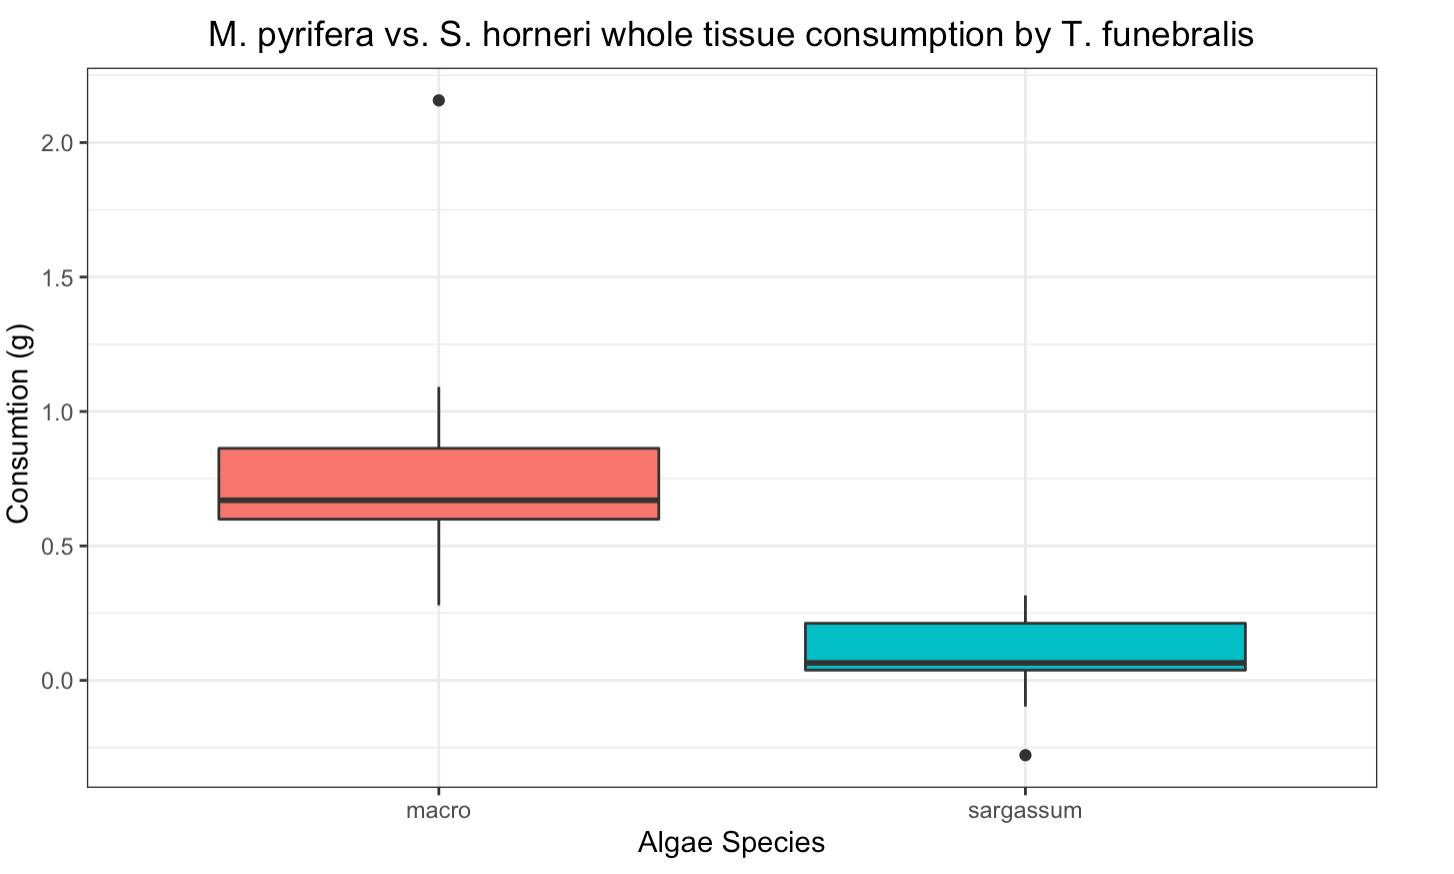 M. pyrifera vs. S. horneri whole tissue consumption by T. funebralis
Consumtion (g)
2.0
1.5
1.0
0.5
0.0
macro
sargassum
Algae Species